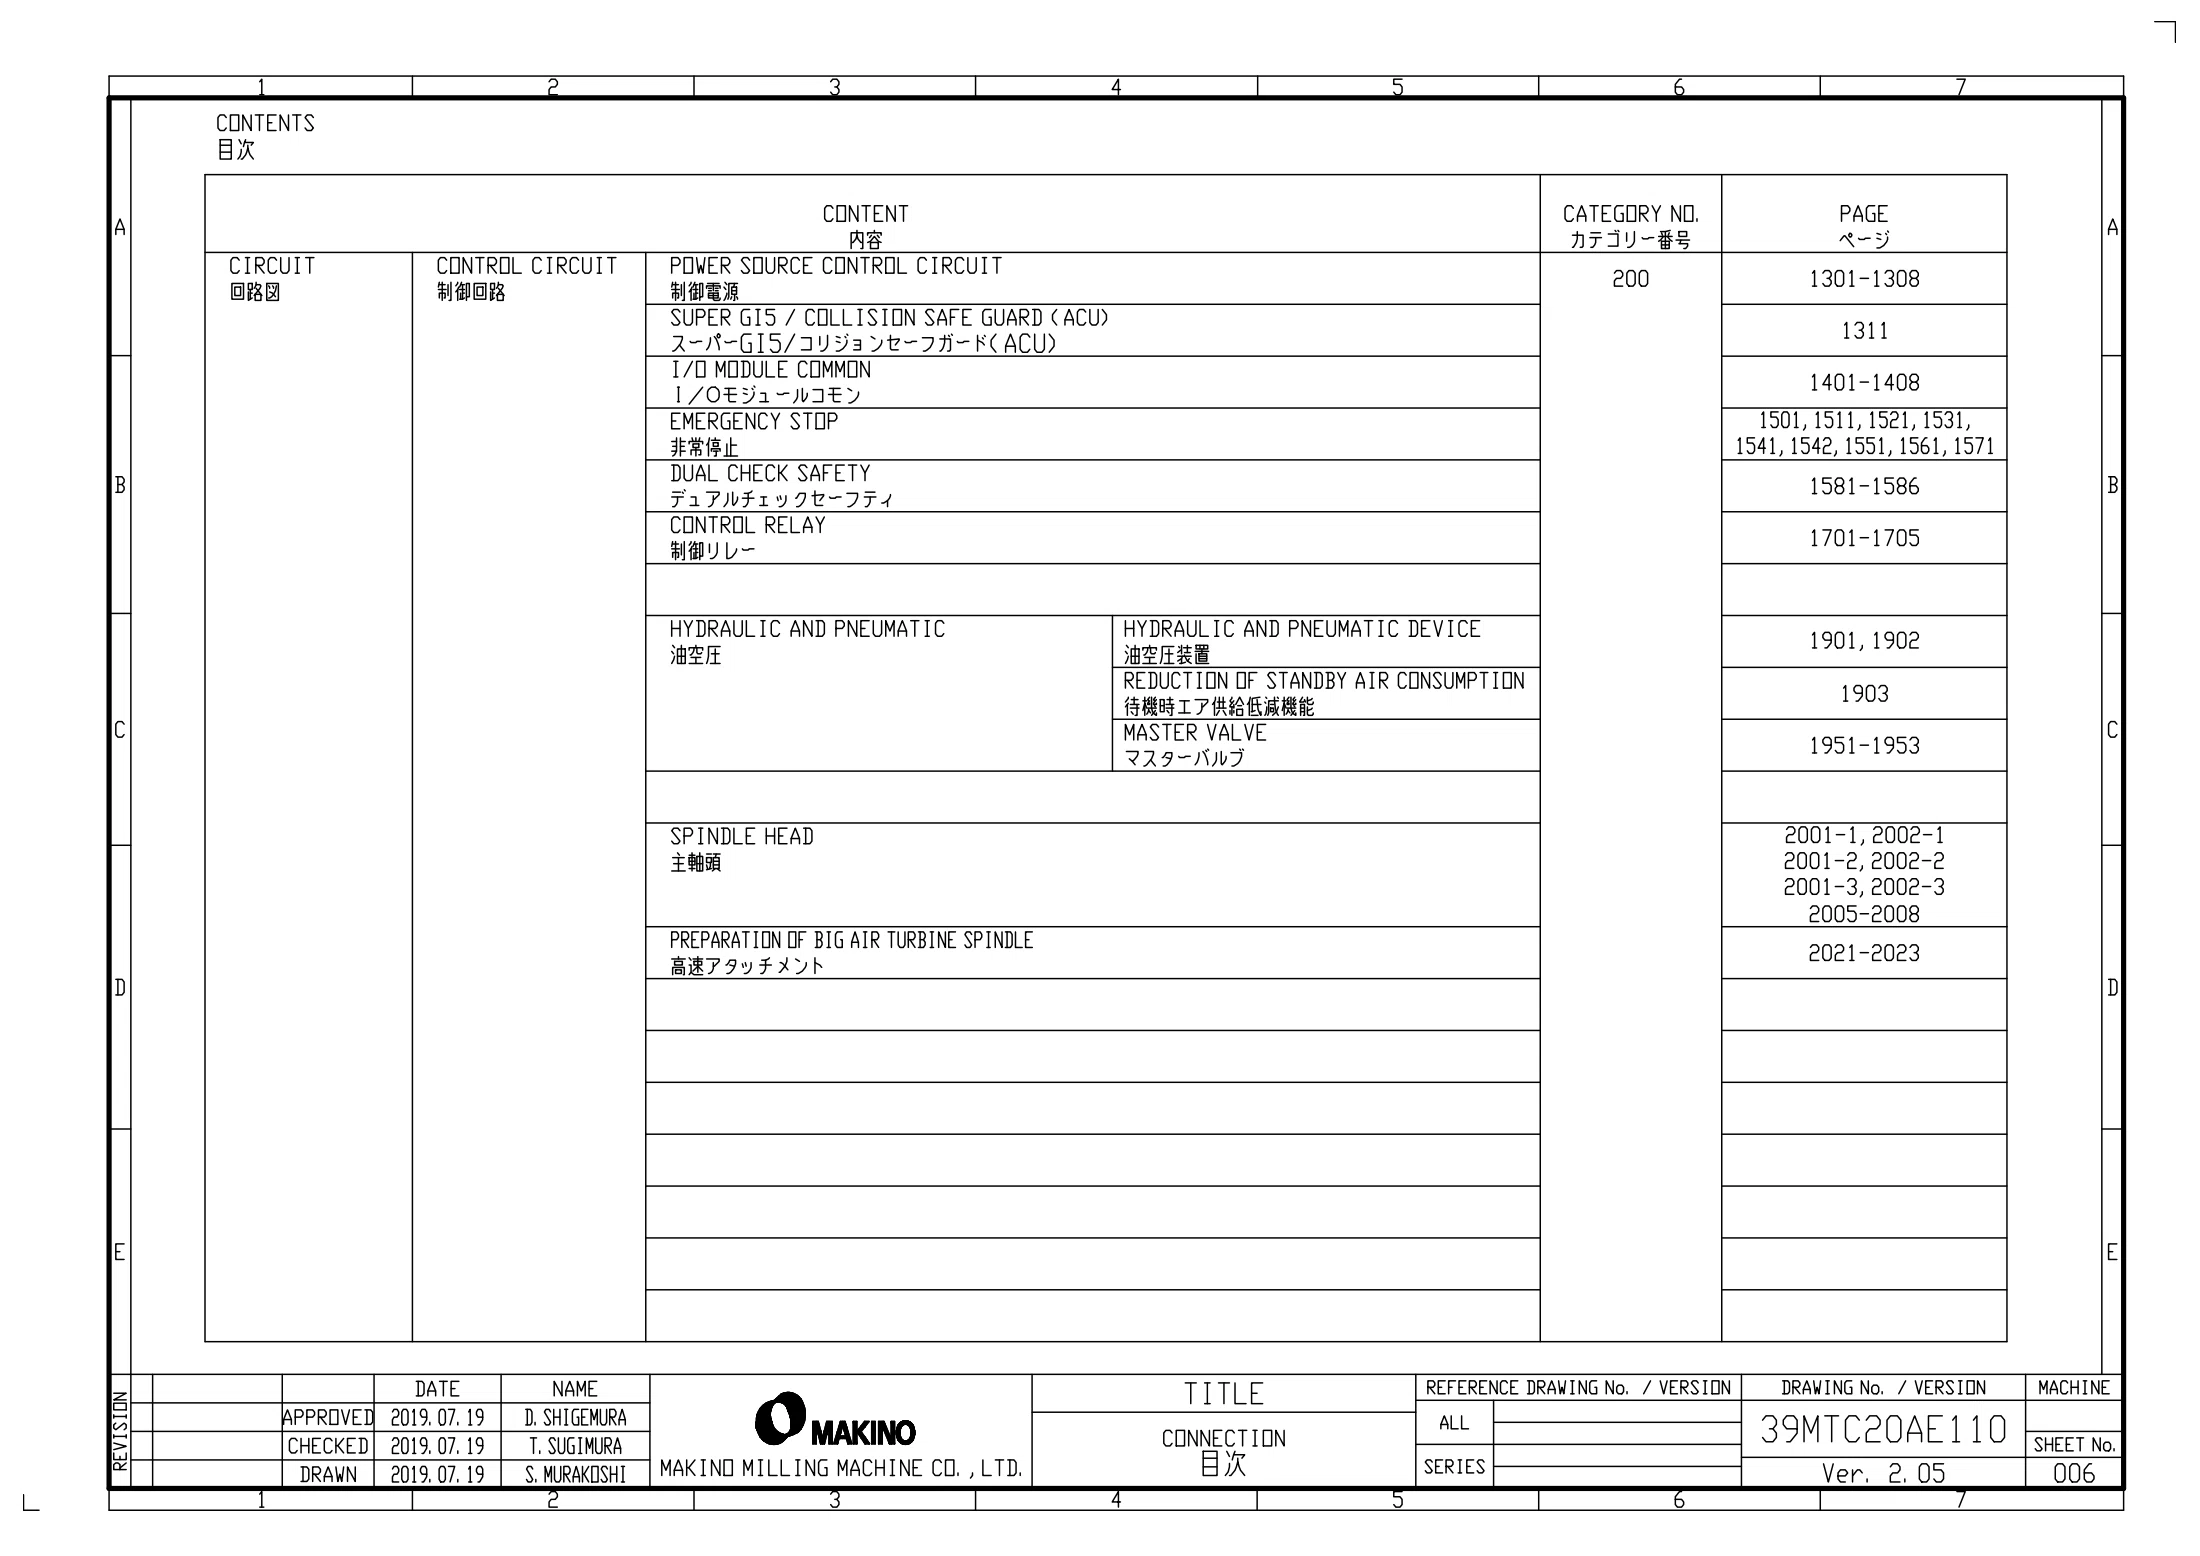 1 2 3 4 5 6 7
CONTENTS
目次
CONTENT
内容
CATEGORY NO.
カテゴリー番号
PAGE
ページ
A A
CIRCUIT
回路図
CONTROL CIRCUIT
制御回路
POWER SOURCE CONTROL CIRCUIT
制御電源
200
1301-1308
SUPER GI5 / COLLISION SAFE GUARD (ACU)
スーパーGI5/コリジョンセーフガード(ACU)
1311
I/O MODULE COMMON
I/Oモジュールコモン
1401-1408
EMERGENCY STOP
非常停止
1501, 1511, 1521, 1531,
1541, 1542, 1551, 1561, 1571
B B
DUAL CHECK SAFETY
デュアルチェックセーフティ
1581-1586
CONTROL RELAY
制御リレー
1701-1705
HYDRAULIC AND PNEUMATIC
油空圧
HYDRAULIC AND PNEUMATIC DEVICE
油空圧装置
1901, 1902
REDUCTION OF STANDBY AIR CONSUMPTION
待機時エア供給低減機能
1903
C C
MASTER VALVE
マスターバルブ
1951-1953
SPINDLE HEAD
主軸頭
2001-1, 2002-1
2001-2, 2002-2
2001-3, 2002-3
2005-2008
PREPARATION OF BIG AIR TURBINE SPINDLE
高速アタッチメント
2021-2023
D D
E E
REVISION
DATE NAME
APPROVED 2019.07.19 D. SHIGEMURA
CHECKED 2019.07.19 T. SUGIMURA
DRAWN 2019.07.19 S. MURAKOSHI
MAKINO
MAKINO MILLING MACHINE CO., LTD.
TITLE
CONNECTION
目次
REFERENCE DRAWING No. / VERSION
ALL
SERIES
DRAWING No. / VERSION
39MTC20AE110
Ver. 2.05
MACHINE
SHEET No.
006
1 2 3 4 5 6 7